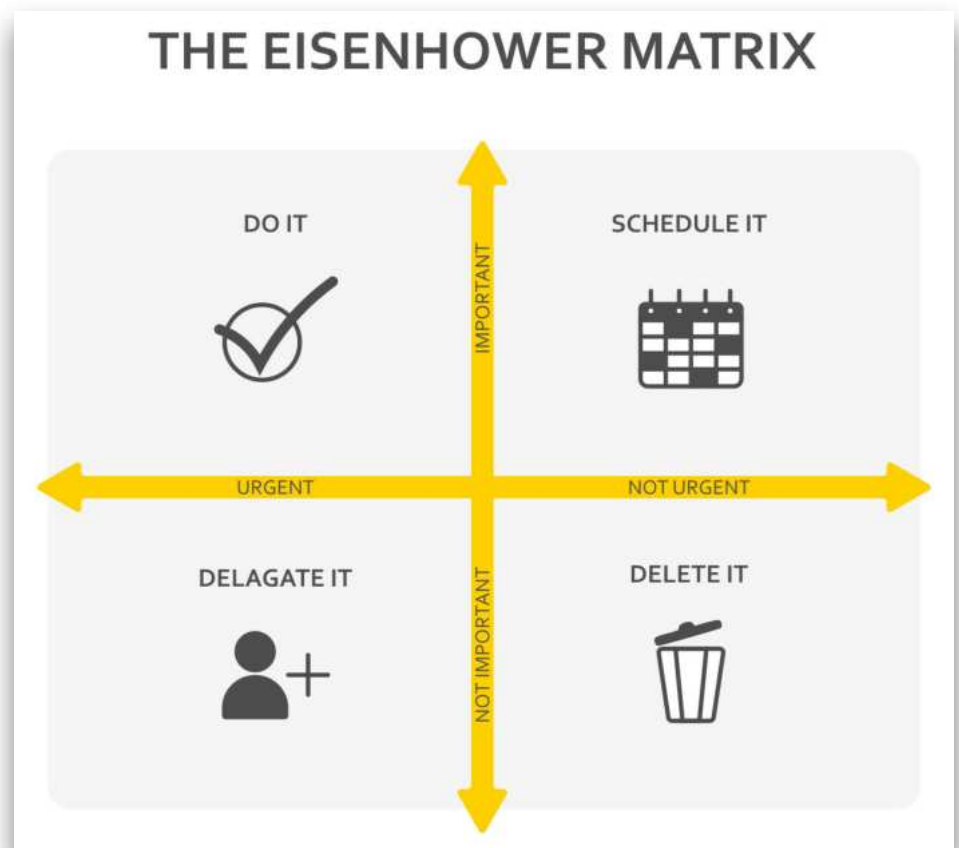 THE EISENHOWER MATRIX
DO IT
SCHEDULE IT
IMPORTANT
URGENT
NOT URGENT
DELAGATE IT
DELETE IT
NOT IMPORTANT